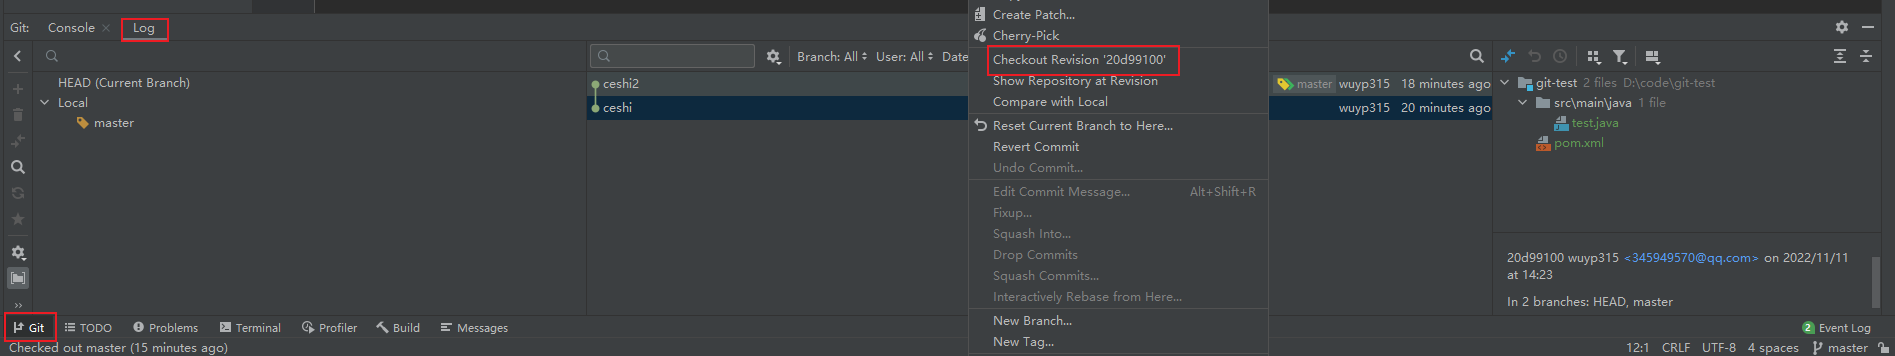 Create Patch...
Git:
Console
Log
Cherry-Pick
Branch: All
User: All
Date
Checkout Revision '20d99100'
HEAD (Current Branch)
ceshi2
Show Repository at Revision
master
wuyp315
18 minutes ago
git-test 2 files D:\code\git-test
Local
ceshi
Compare with Local
wuyp315
20 minutes ago
src\main\java 1 file
master
Reset Current Branch to Here...
test.java
Revert Commit
pom.xml
Undo Commit...
Edit Commit Message...
Alt+Shift+R
Fixup...
Squash Into...
Drop Commits
20d99100 wuyp315 <345949570@qq.com> on 2022/11/11
at 14:23
Squash Commits...
Interactively Rebase from Here...
In 2 branches: HEAD, master
Git
TODO
Problems
Terminal
Profiler
Build
Messages
New Branch...
2 Event Log
New Tag...
Checked out master (15 minutes ago)
12:1
CRLF
UTF-8
4 spaces
master